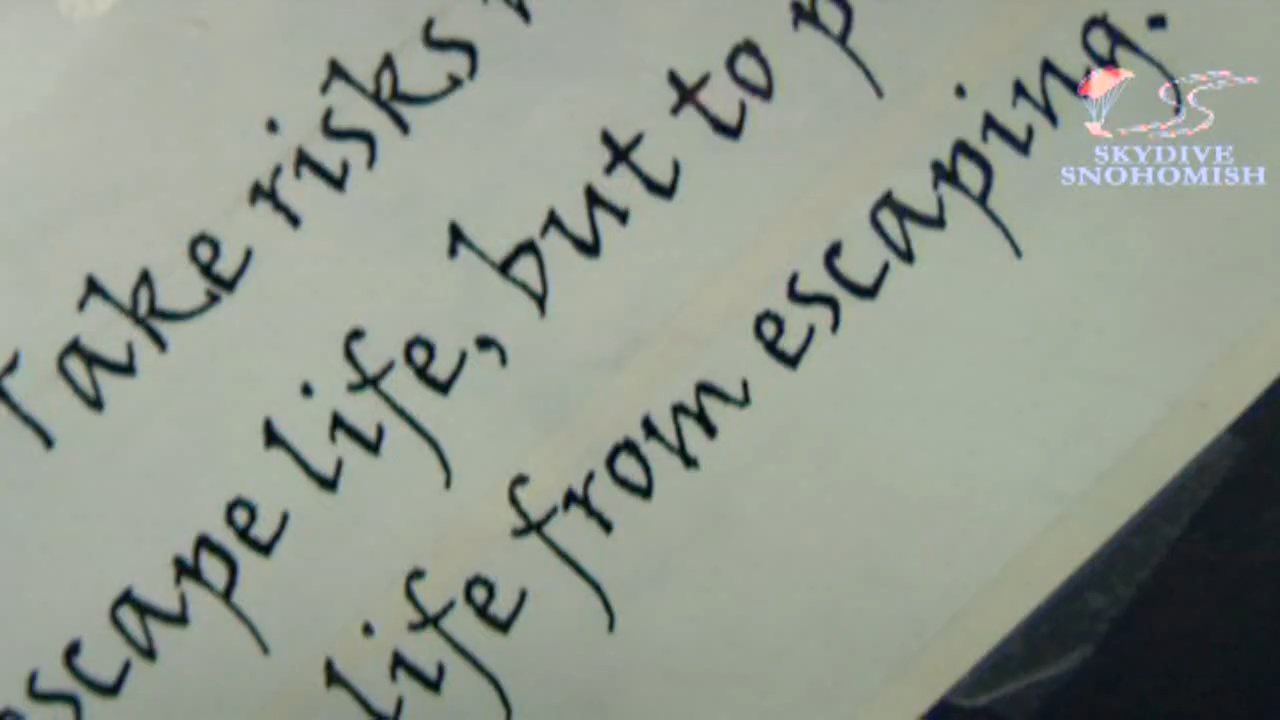 Take risks
escape life, but to
life from escaping.
SKYDIVE
SNOHOMISH